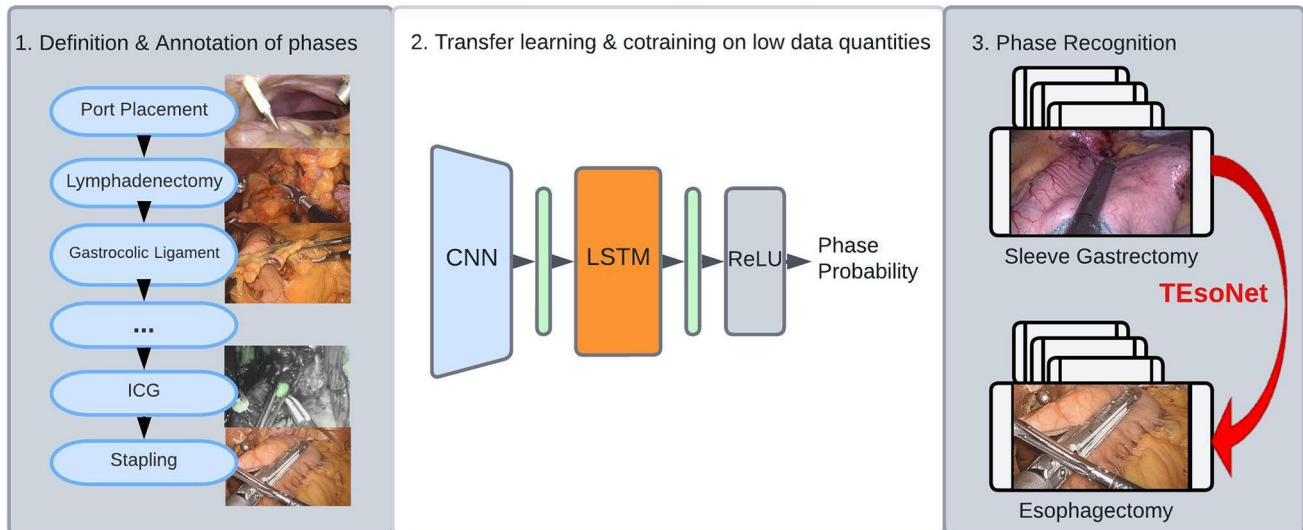 1. Definition & Annotation of phases
Port Placement
Lymphadenectomy
Gastrocolic Ligament
...
ICG
Stapling
2. Transfer learning & cotraining on low data quantities
CNN
LSTM
ReLU
Phase
Probability
3. Phase Recognition
Sleeve Gastrectomy
TEsoNet
Esophagectomy